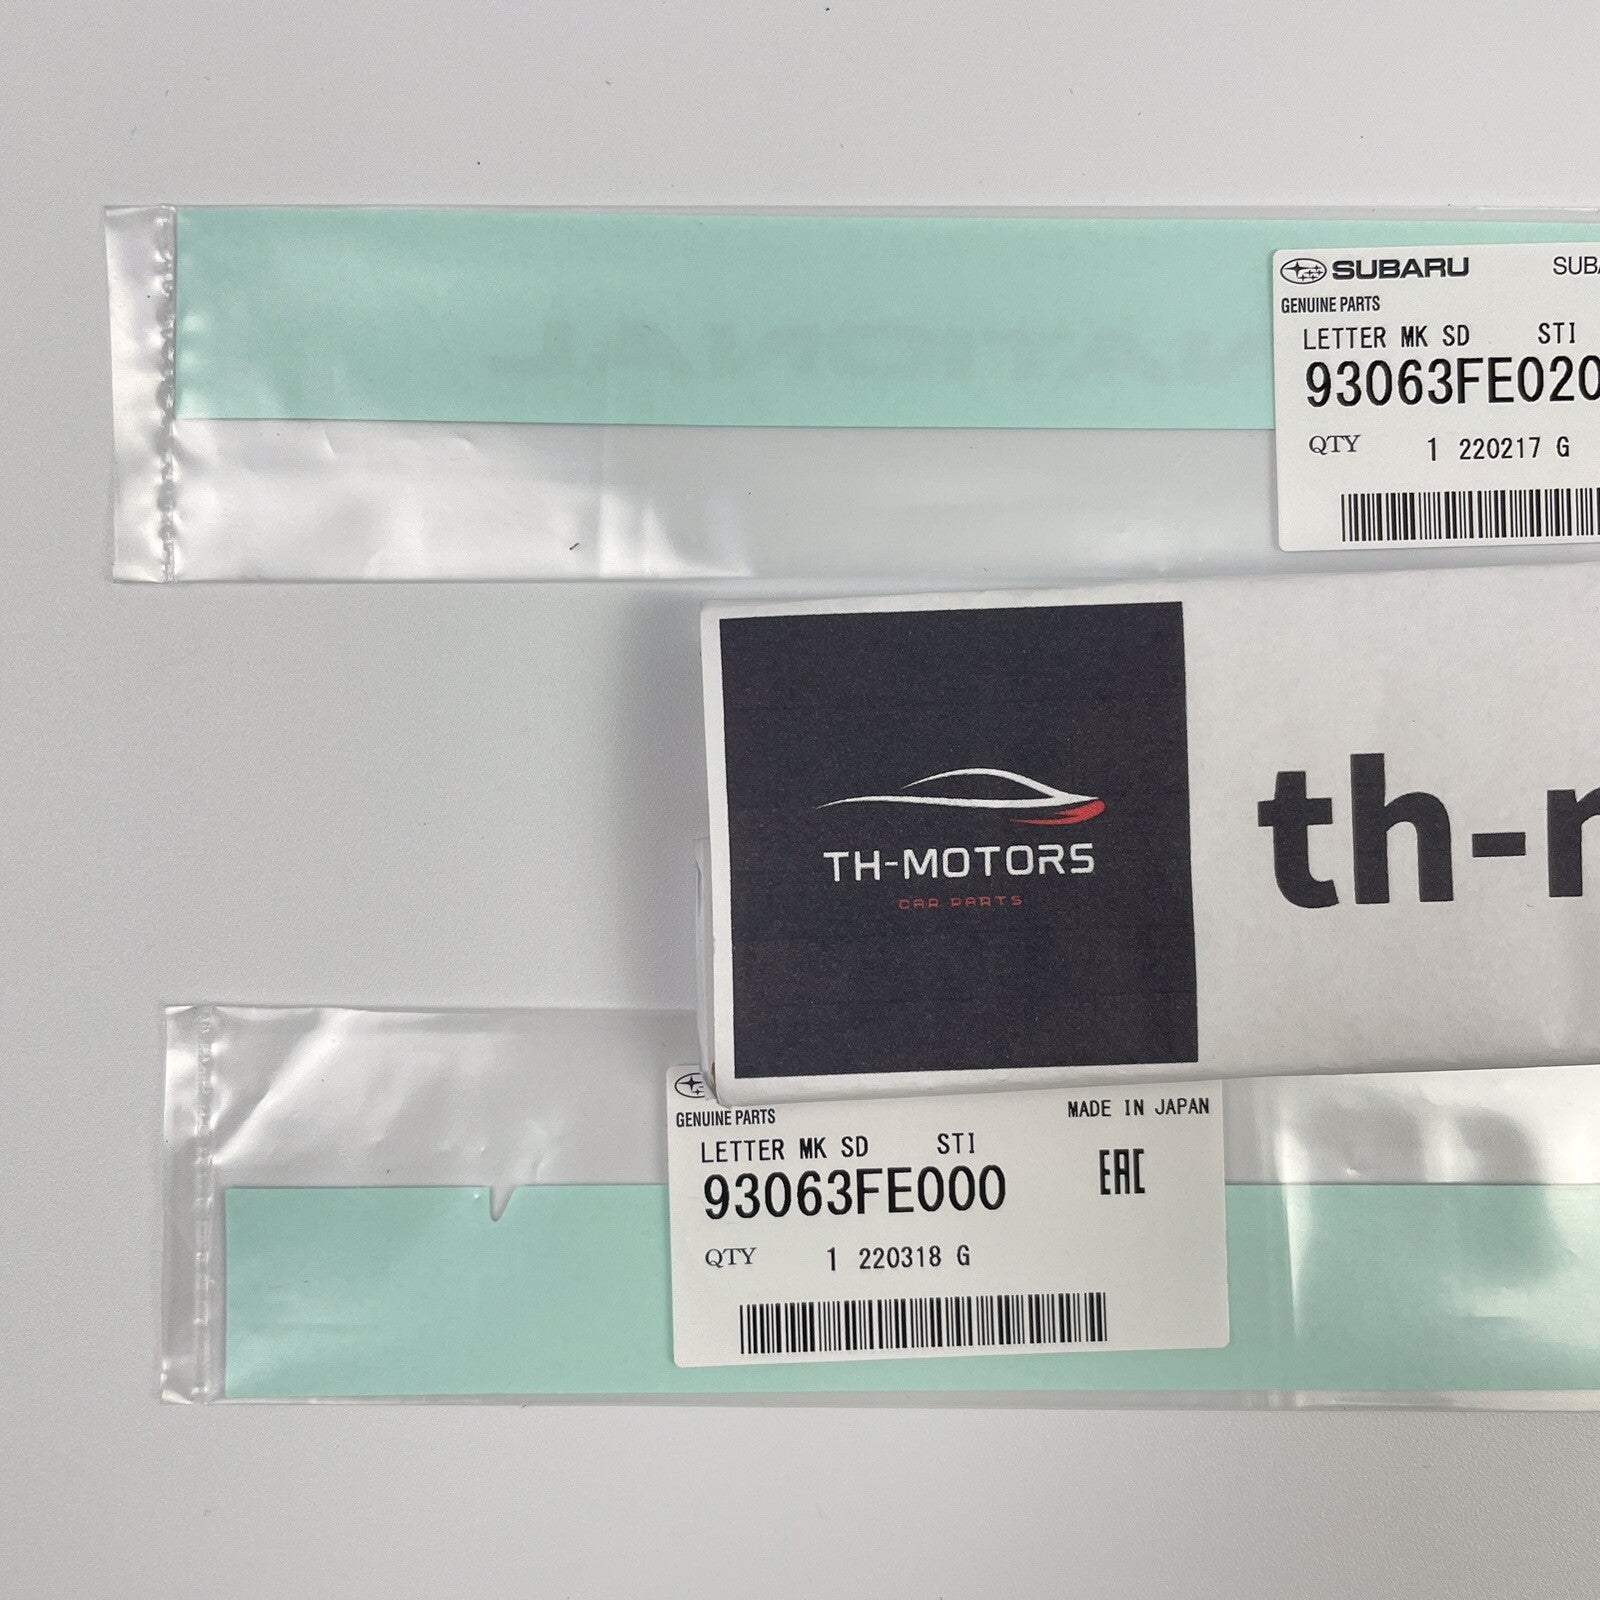 SUBARU SUBA
GENUINE PARTS
LETTER MK SD STI
93063FE020
QTY 1 220217 G
TH-MOTORS
CAR PARTS
th-m
GENUINE PARTS MADE IN JAPAN
LETTER MK SD STI
93063FE000 EAC
QTY 1 220318 G